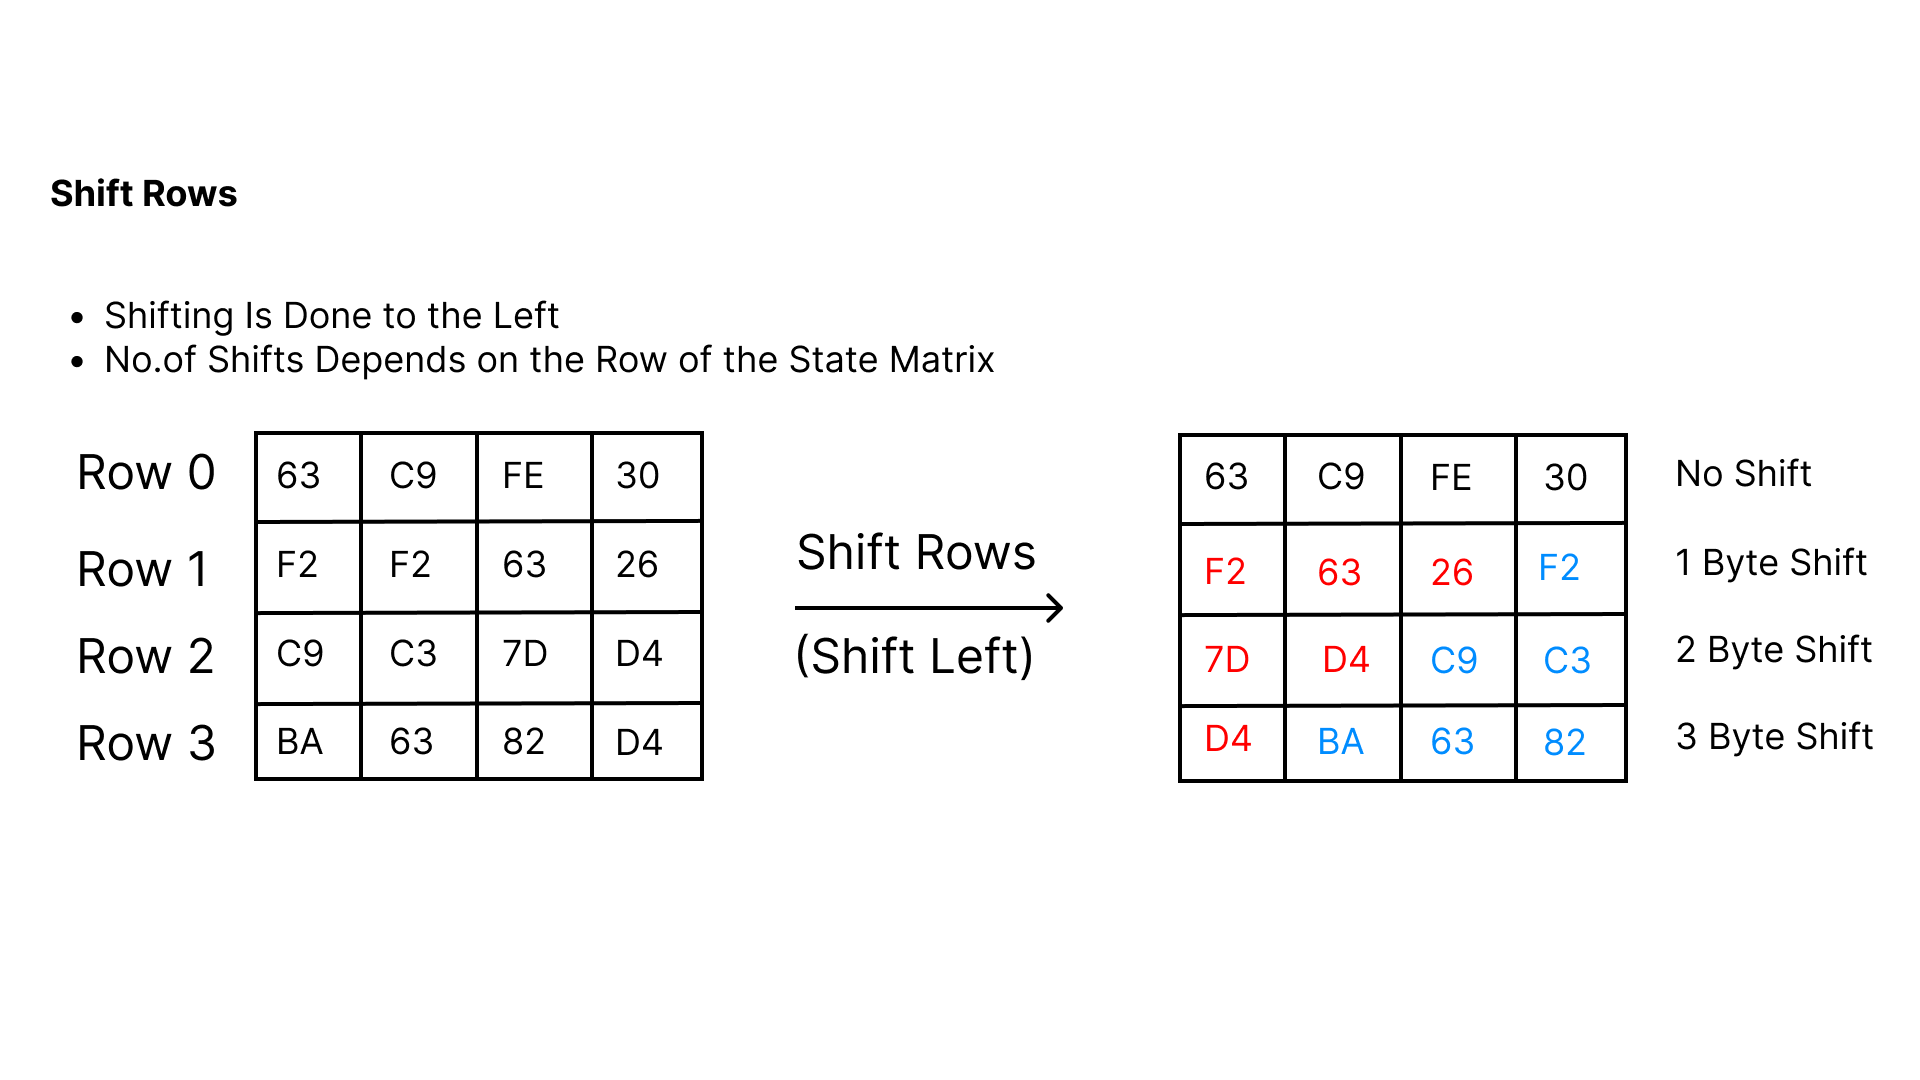 Shift Rows
• Shifting Is Done to the Left
• No.of Shifts Depends on the Row of the State Matrix
Row 0 63 C9 FE 30
Row 1 F2 F2 63 26
Row 2 C9 C3 7D D4
Row 3 BA 63 82 D4
Shift Rows
(Shift Left)
63 C9 FE 30 No Shift
F2 63 26 F2 1 Byte Shift
7D D4 C9 C3 2 Byte Shift
D4 BA 63 82 3 Byte Shift